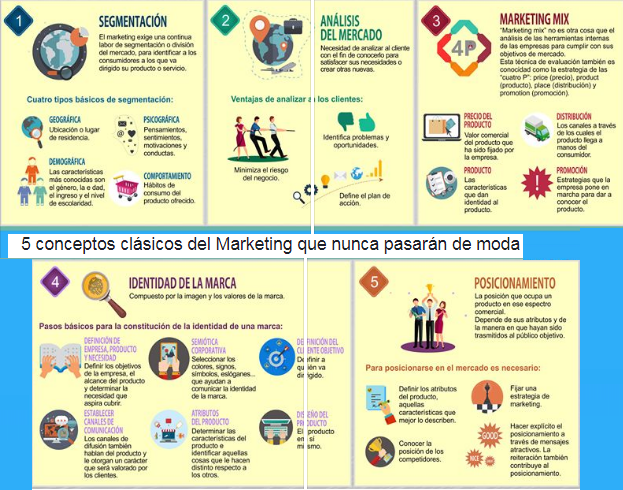 1
SEGMENTACIÓN
El marketing exige una continua
labor de segmentación o división
del mercado, para identificar a los
consumidores a los que va
dirigido su producto o servicio.
Cuatro tipos básicos de segmentación:
GEOGRÁFICA
Ubicación o lugar
de residencia.
PSICOGRÁFICA
Pensamientos,
sentimientos,
motivaciones y
conductas.
DEMOGRÁFICA
Las características
más conocidas son
el género, la e dad,
el ingreso y el nivel
de escolaridad.
COMPORTAMIENTO
Hábitos de
consumo del
producto ofrecido.
2
ANÁLISIS
DEL MERCADO
Necesidad de analizar al cliente
con el fin de conocerlo para
satisfacer sus necesidades o
crear otras nuevas.
Ventajas de analizar a los clientes:
Minimiza el riesgo
del negocio.
Identifica problemas y
oportunidades.
Define el plan de
acción.
3
4P
MARKETING MIX
"Marketing mix" no es otra cosa que el
análisis de las herramientas internas
de las empresas para cumplir con sus
objetivos de mercado.
Esta técnica de evaluación también es
conocida como la estrategia de las
"cuatro P": price (precio), product
(producto), place (distribución) y
promotion (promoción).
PRECIO DEL
PRODUCTO
Valor comercial
del producto que
ha sido fijado por
la empresa.
DISTRIBUCIÓN
Los canales a través
de los cuales el
producto llega a
manos del
consumidor.
PRODUCTO
Las
características
que dan
identidad al
producto.
PROMOCIÓN
Estrategias que la
empresa pone en
marcha para dar a
conocer el
producto.
5 conceptos clásicos del Marketing que nunca pasarán de moda
4
IDENTIDAD DE LA MARCA
Compuesto por la imagen y los valores de la marca.
Pasos básicos para la constitución de la identidad de una marca:
DEFINICIÓN DE
EMPRESA, PRODUCTO
Y NECESIDAD
Definir los objetivos
de la empresa, el
alcance del producto
y determinar la
necesidad que
aspira cubrir.
SEMIÓTICA
CORPORATIVA
Seleccionar los
colores, signos,
símbolos, eslóganes...
que ayudan a
comunicar la identidad
de la marca.
DEFINICIÓN DEL
CLIENTE OBJETIVO
Definir a
quién va
dirigido.
ESTABLECER
CANALES DE
COMUNICACIÓN
Los canales de
difusión también
hablan del producto y
le otorgan un carácter
que será valorado por
los clientes.
ATRIBUTOS
DEL PRODUCTO
Determinar las
características del
producto e
identificar aquellas
cosas que le hacen
distinto respecto a
los otros.
DISEÑO DEL
PRODUCTO
El producto
en sí
mismo.
5
POSICIONAMIENTO
La posición que ocupa un
producto en ese espectro
comercial.
Depende de sus atributos y de
la manera en que hayan sido
trasmitidos al público objetivo.
Para posicionarse en el mercado es necesario:
Definir los atributos
del producto,
aquellas
características que
mejor lo describen.
Fijar una
estrategia de
marketing.
Conocer la
posición de los
competidores.
GOOD
Hacer explícito el
posicionamiento a
través de mensajes
atractivos. La
reiteración también
contribuye al
posicionamiento.